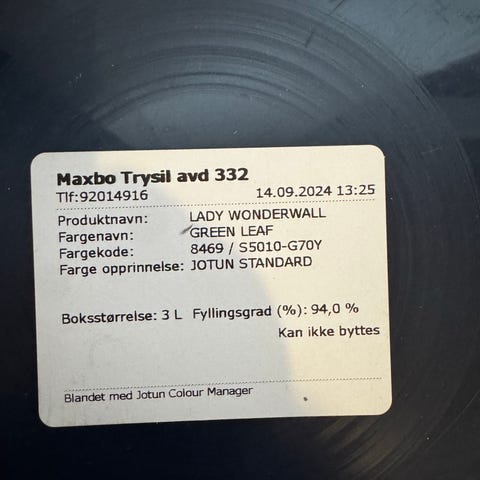 Maxbo Trysil avd 332
Tlf:92014916 14.09.2024 13:25
Produktnavn: LADY WONDERWALL
Fargenavn: GREEN LEAF
Fargekode: 8469 / S5010-G70Y
Farge opprinnelse: JOTUN STANDARD
Boksstørrelse: 3 L Fyllingsgrad (%): 94,0 %
Kan ikke byttes
Blandet med Jotun Colour Manager